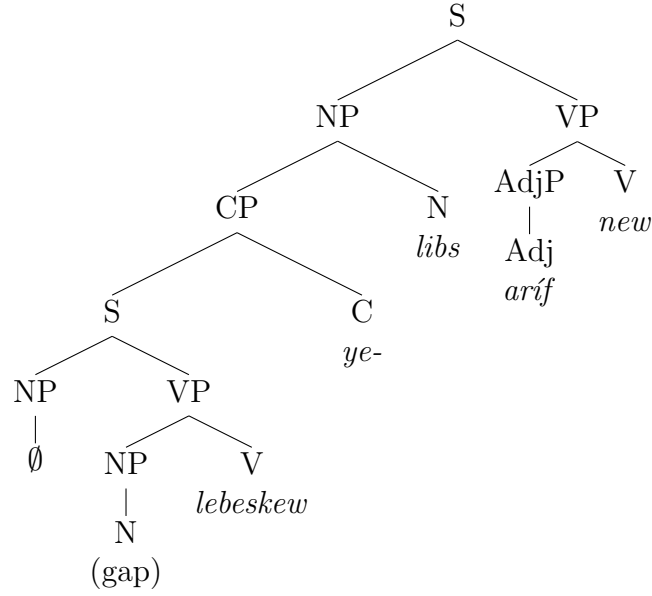 S
NP VP
CP N AdjP V
libs Adj new
aríf
S C
ye-
NP VP
∅ NP V
lebeskew
N
(gap)